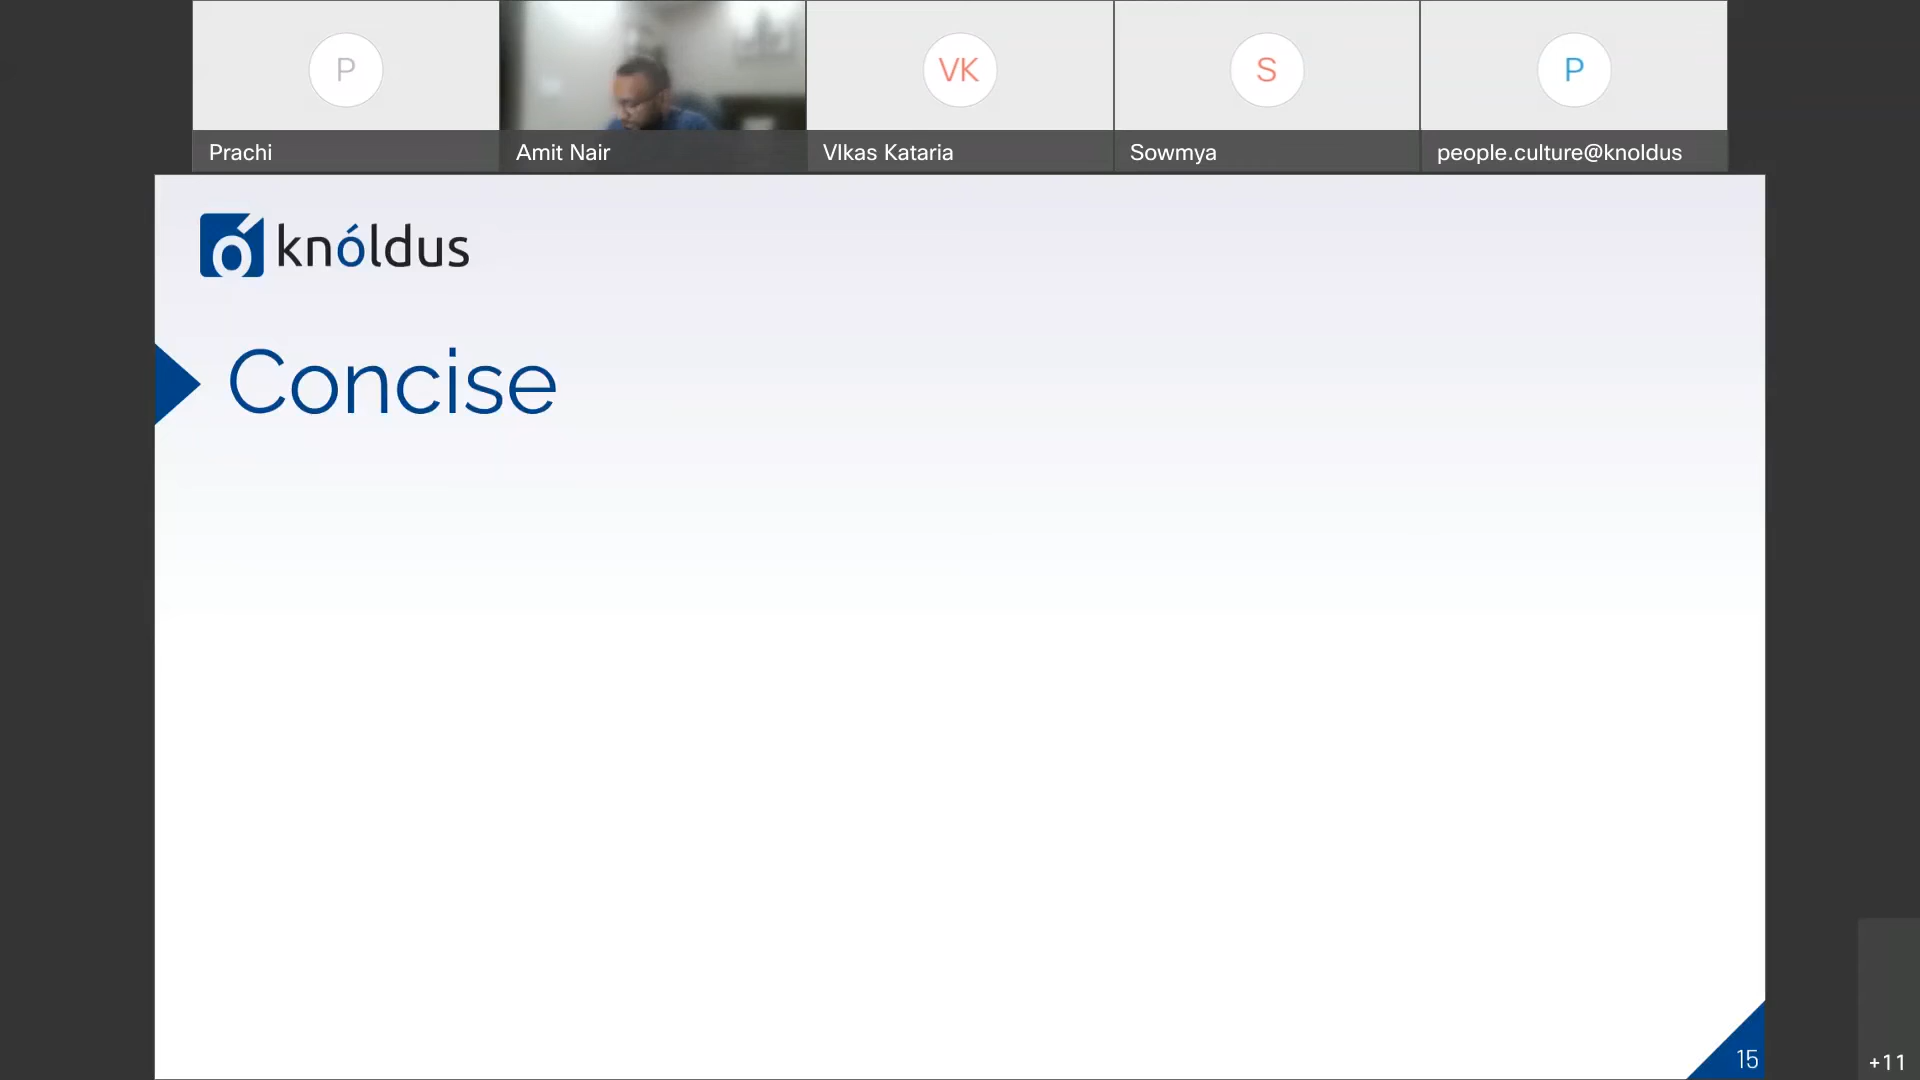 P
VK
S
P
Prachi
Amit Nair
VIkas Kataria
Sowmya
people.culture@knoldus
knóldus
Concise
15
+11